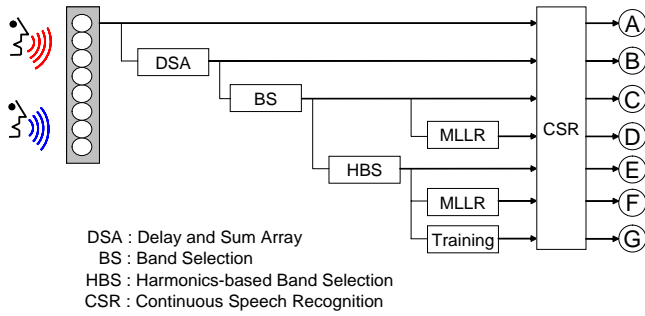 A
DSA
B
BS
C
CSR
MLLR
D
HBS
E
MLLR
F
Training
G
DSA : Delay and Sum Array
BS : Band Selection
HBS : Harmonics-based Band Selection
CSR : Continuous Speech Recognition